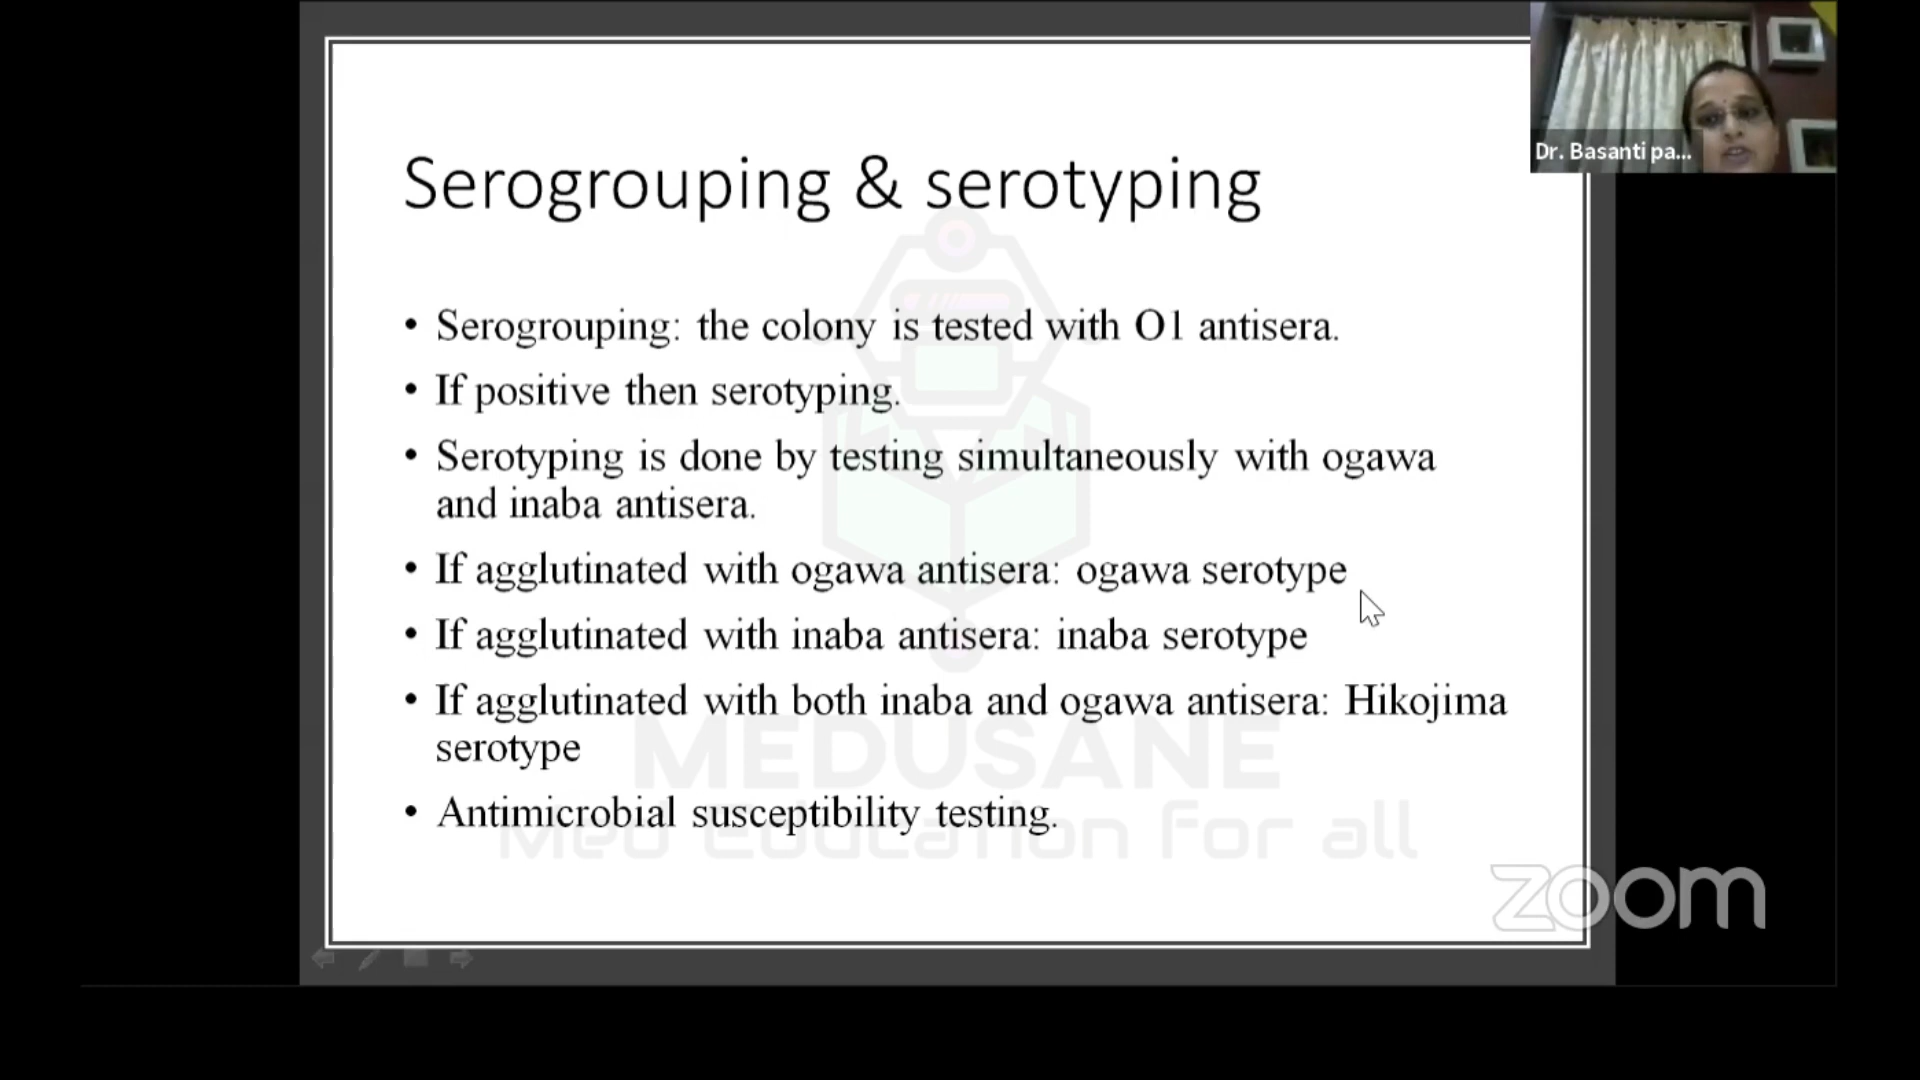 Dr. Basanti pa...
Serogrouping & serotyping
• Serogrouping: the colony is tested with O1 antisera.
• If positive then serotyping.
• Serotyping is done by testing simultaneously with ogawa
and inaba antisera.
• If agglutinated with ogawa antisera: ogawa serotype
• If agglutinated with inaba antisera: inaba serotype
• If agglutinated with both inaba and ogawa antisera: Hikojima
serotype
• Antimicrobial susceptibility testing.
MEDUSANE
Med Education for all
zoom